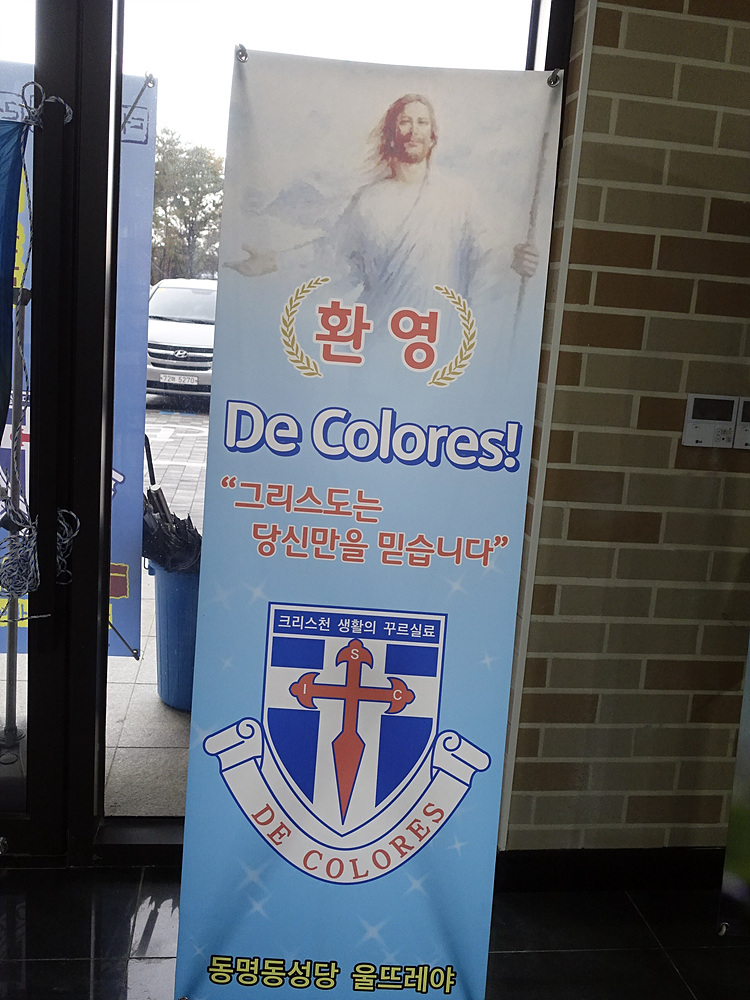 환영
De Colores!
“그리스도는
당신만을 믿습니다”
크리스천 생활의 꾸르실료
S
I C
DE COLORES
동명동성당 울뜨레야